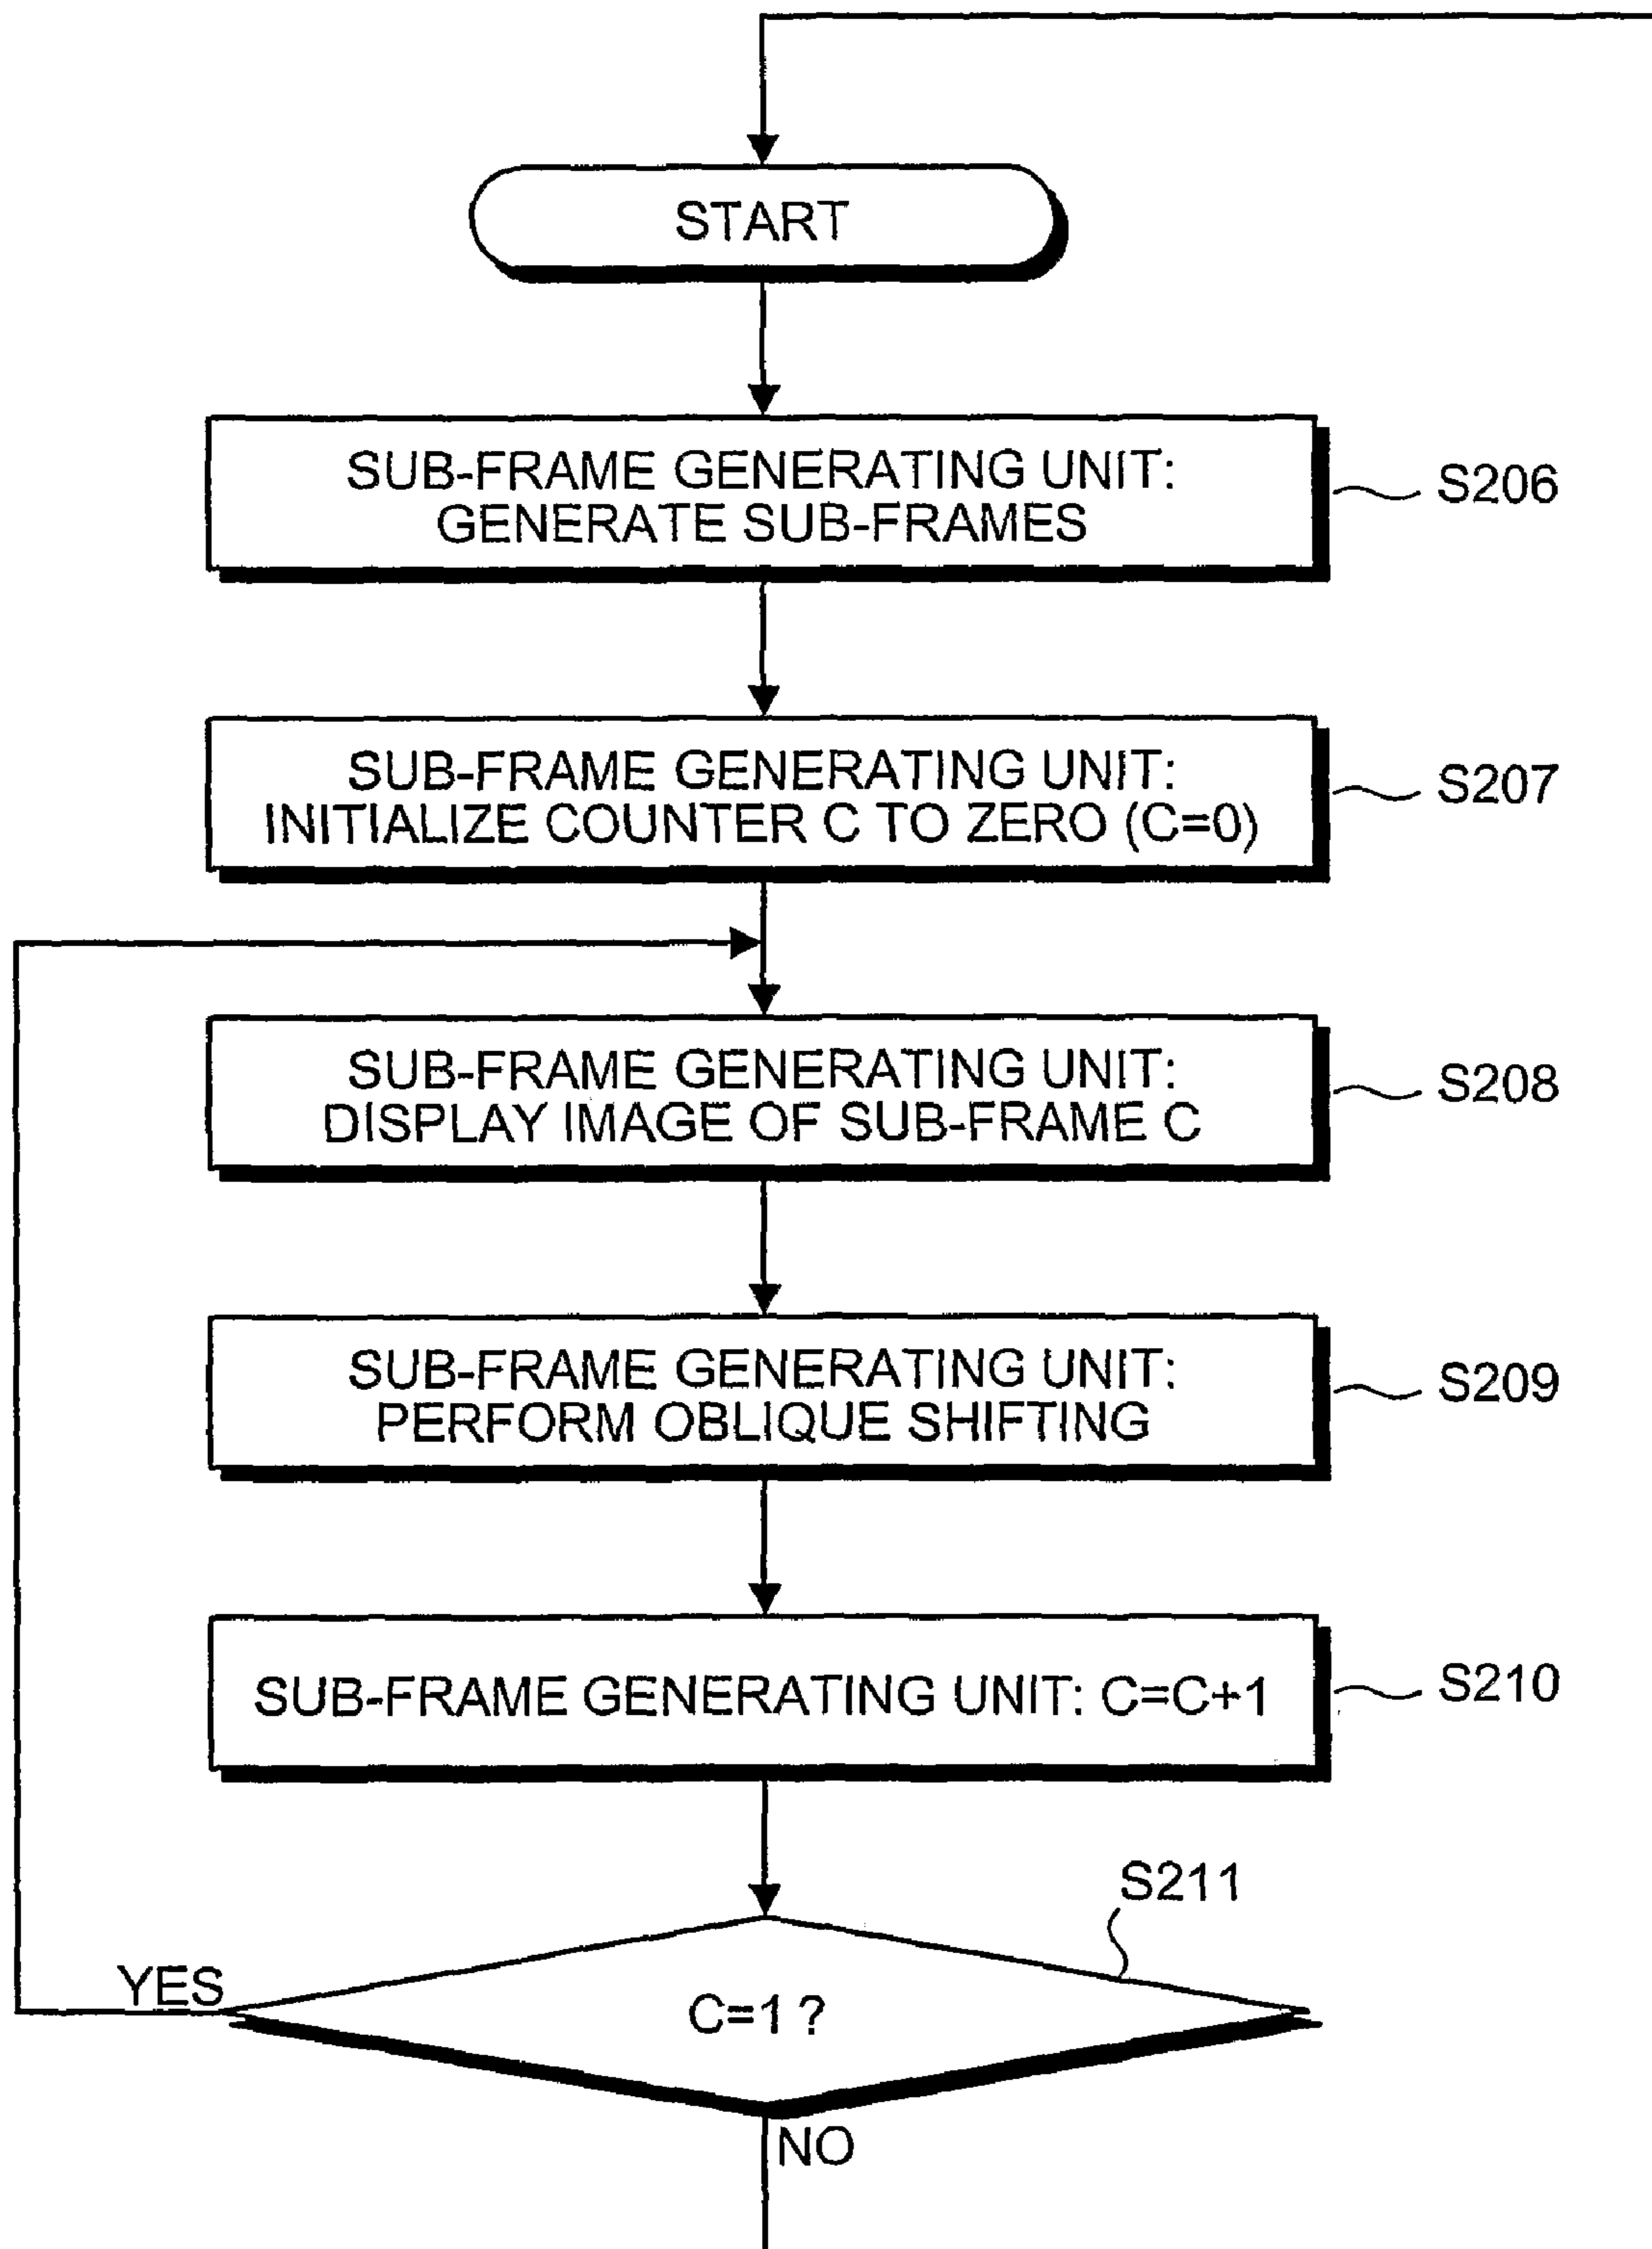 START
SUB-FRAME GENERATING UNIT:
GENERATE SUB-FRAMES
S206
SUB-FRAME GENERATING UNIT:
INITIALIZE COUNTER C TO ZERO (C=0)
S207
SUB-FRAME GENERATING UNIT:
DISPLAY IMAGE OF SUB-FRAME C
S208
SUB-FRAME GENERATING UNIT:
PERFORM OBLIQUE SHIFTING
S209
SUB-FRAME GENERATING UNIT: C=C+1
S210
S211
YES
C=1 ?
NO